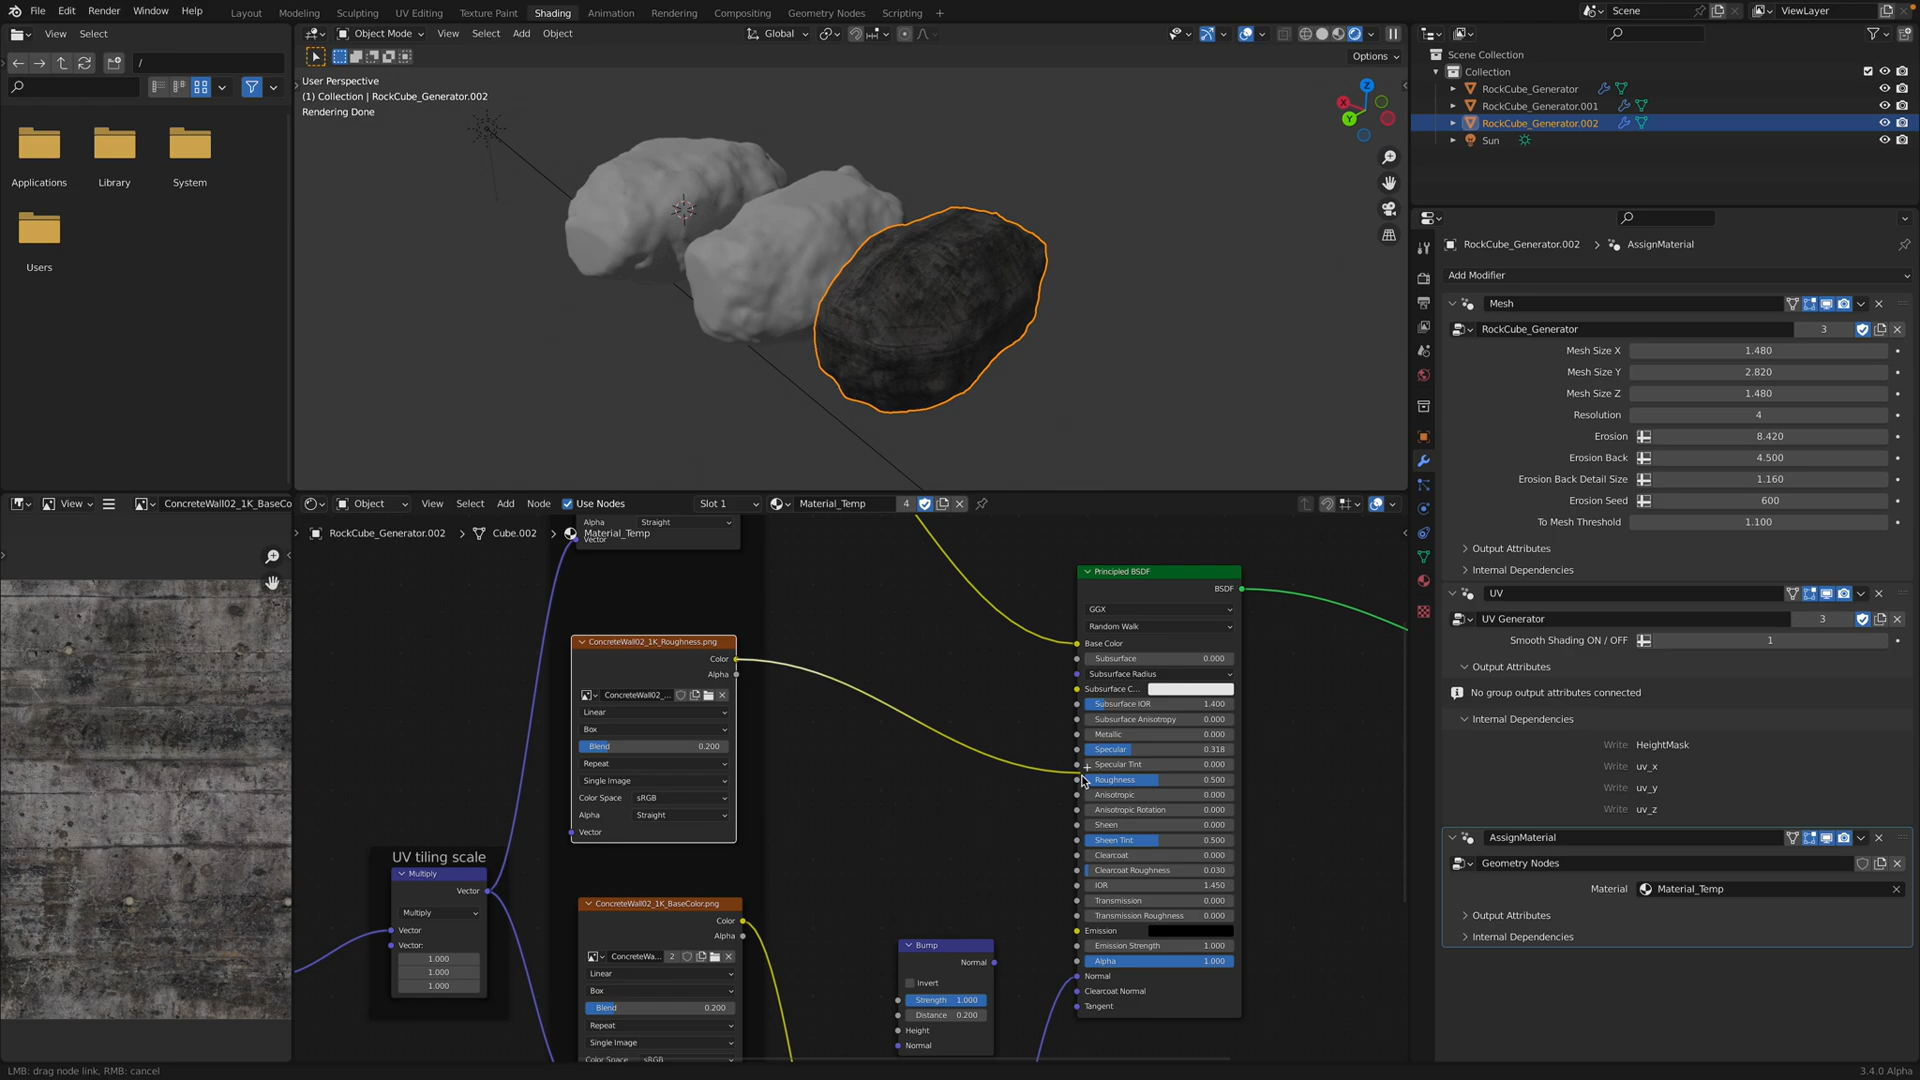 File Edit Render Window Help Layout Modeling Sculpting UV Editing Texture Paint Shading Animation Rendering Compositing Geometry Nodes Scripting + Scene ViewLayer
View Select
/
Object Mode View Select Add Object Global
Options
User Perspective
(1) Collection | RockCube_Generator.002
Rendering Done
Z
X
Y
Applications Library System
Users
Scene Collection
Collection
RockCube_Generator
RockCube_Generator.001
RockCube_Generator.002
Sun
RockCube_Generator.002 > AssignMaterial
Add Modifier
Mesh
RockCube_Generator 3
Mesh Size X 1.480
Mesh Size Y 2.820
Mesh Size Z 1.480
Resolution 4
Erosion 8.420
Erosion Back 4.500
Erosion Back Detail Size 1.160
Erosion Seed 600
To Mesh Threshold 1.100
Output Attributes
Internal Dependencies
UV
UV Generator 3
Smooth Shading ON / OFF 1
Output Attributes
No group output attributes connected
Internal Dependencies
Write HeightMask
Write uv_x
Write uv_y
Write uv_z
AssignMaterial
Geometry Nodes
Material Material_Temp
Output Attributes
Internal Dependencies
View ConcreteWall02_1K_BaseCo
Object View Select Add Node Use Nodes Slot 1 Material_Temp 4
RockCube_Generator.002 > Cube.002 > Material_Temp
Alpha Straight
Vector
ConcreteWall02_1K_Roughness.png
Color
Alpha
ConcreteWall02_...
Linear
Box
Blend 0.200
Repeat
Single Image
Color Space sRGB
Alpha Straight
Vector
UV tiling scale
Multiply
Vector
Multiply
Vector
Vector:
1.000
1.000
1.000
ConcreteWall02_1K_BaseColor.png
Color
Alpha
ConcreteWa... 2
Linear
Box
Blend 0.200
Repeat
Single Image
Color Space sRGB
Bump
Normal
Invert
Strength 1.000
Distance 0.200
Height
Normal
Principled BSDF
BSDF
GGX
Random Walk
Base Color
Subsurface 0.000
Subsurface Radius
Subsurface C...
Subsurface IOR 1.400
Subsurface Anisotropy 0.000
Metallic 0.000
Specular 0.318
Specular Tint 0.000
Roughness 0.500
Anisotropic 0.000
Anisotropic Rotation 0.000
Sheen 0.000
Sheen Tint 0.500
Clearcoat 0.000
Clearcoat Roughness 0.030
IOR 1.450
Transmission 0.000
Transmission Roughness 0.000
Emission
Emission Strength 1.000
Alpha 1.000
Normal
Clearcoat Normal
Tangent
LMB: drag node link, RMB: cancel
3.4.0 Alpha